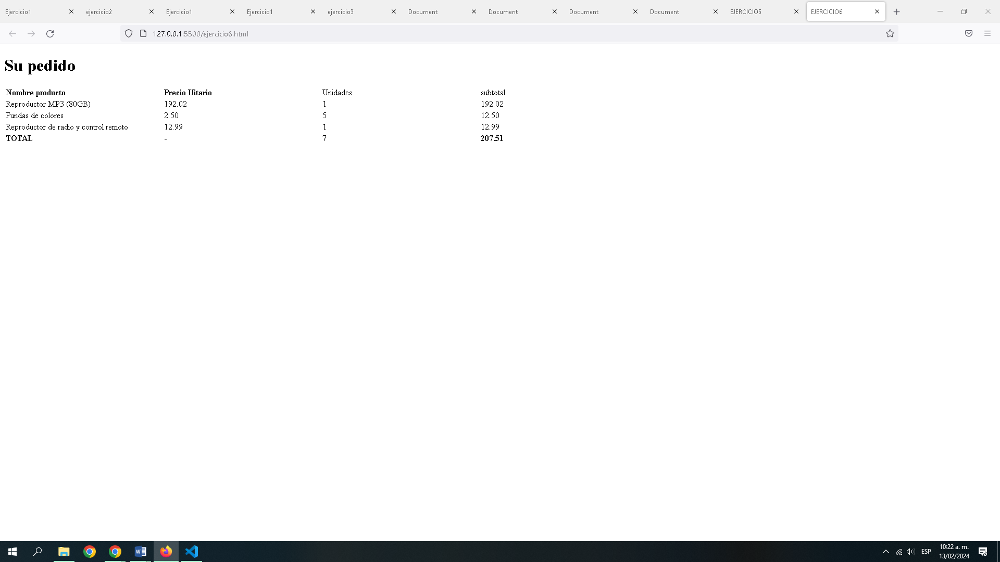 Ejercicio1 ejercicio2 Ejercicio1 Ejercicio1 ejercicio3 Document Document Document Document EJERCICIO5 EJERCICIO6
127.0.0.1:5500/ejercicio6.html
Su pedido
Nombre producto Precio Uitario Unidades subtotal
Reproductor MP3 (80GB) 192.02 1 192.02
Fundas de colores 2.50 5 12.50
Reproductor de radio y control remoto 12.99 1 12.99
TOTAL - 7 207.51
ESP 10:22 a. m.
13/02/2024